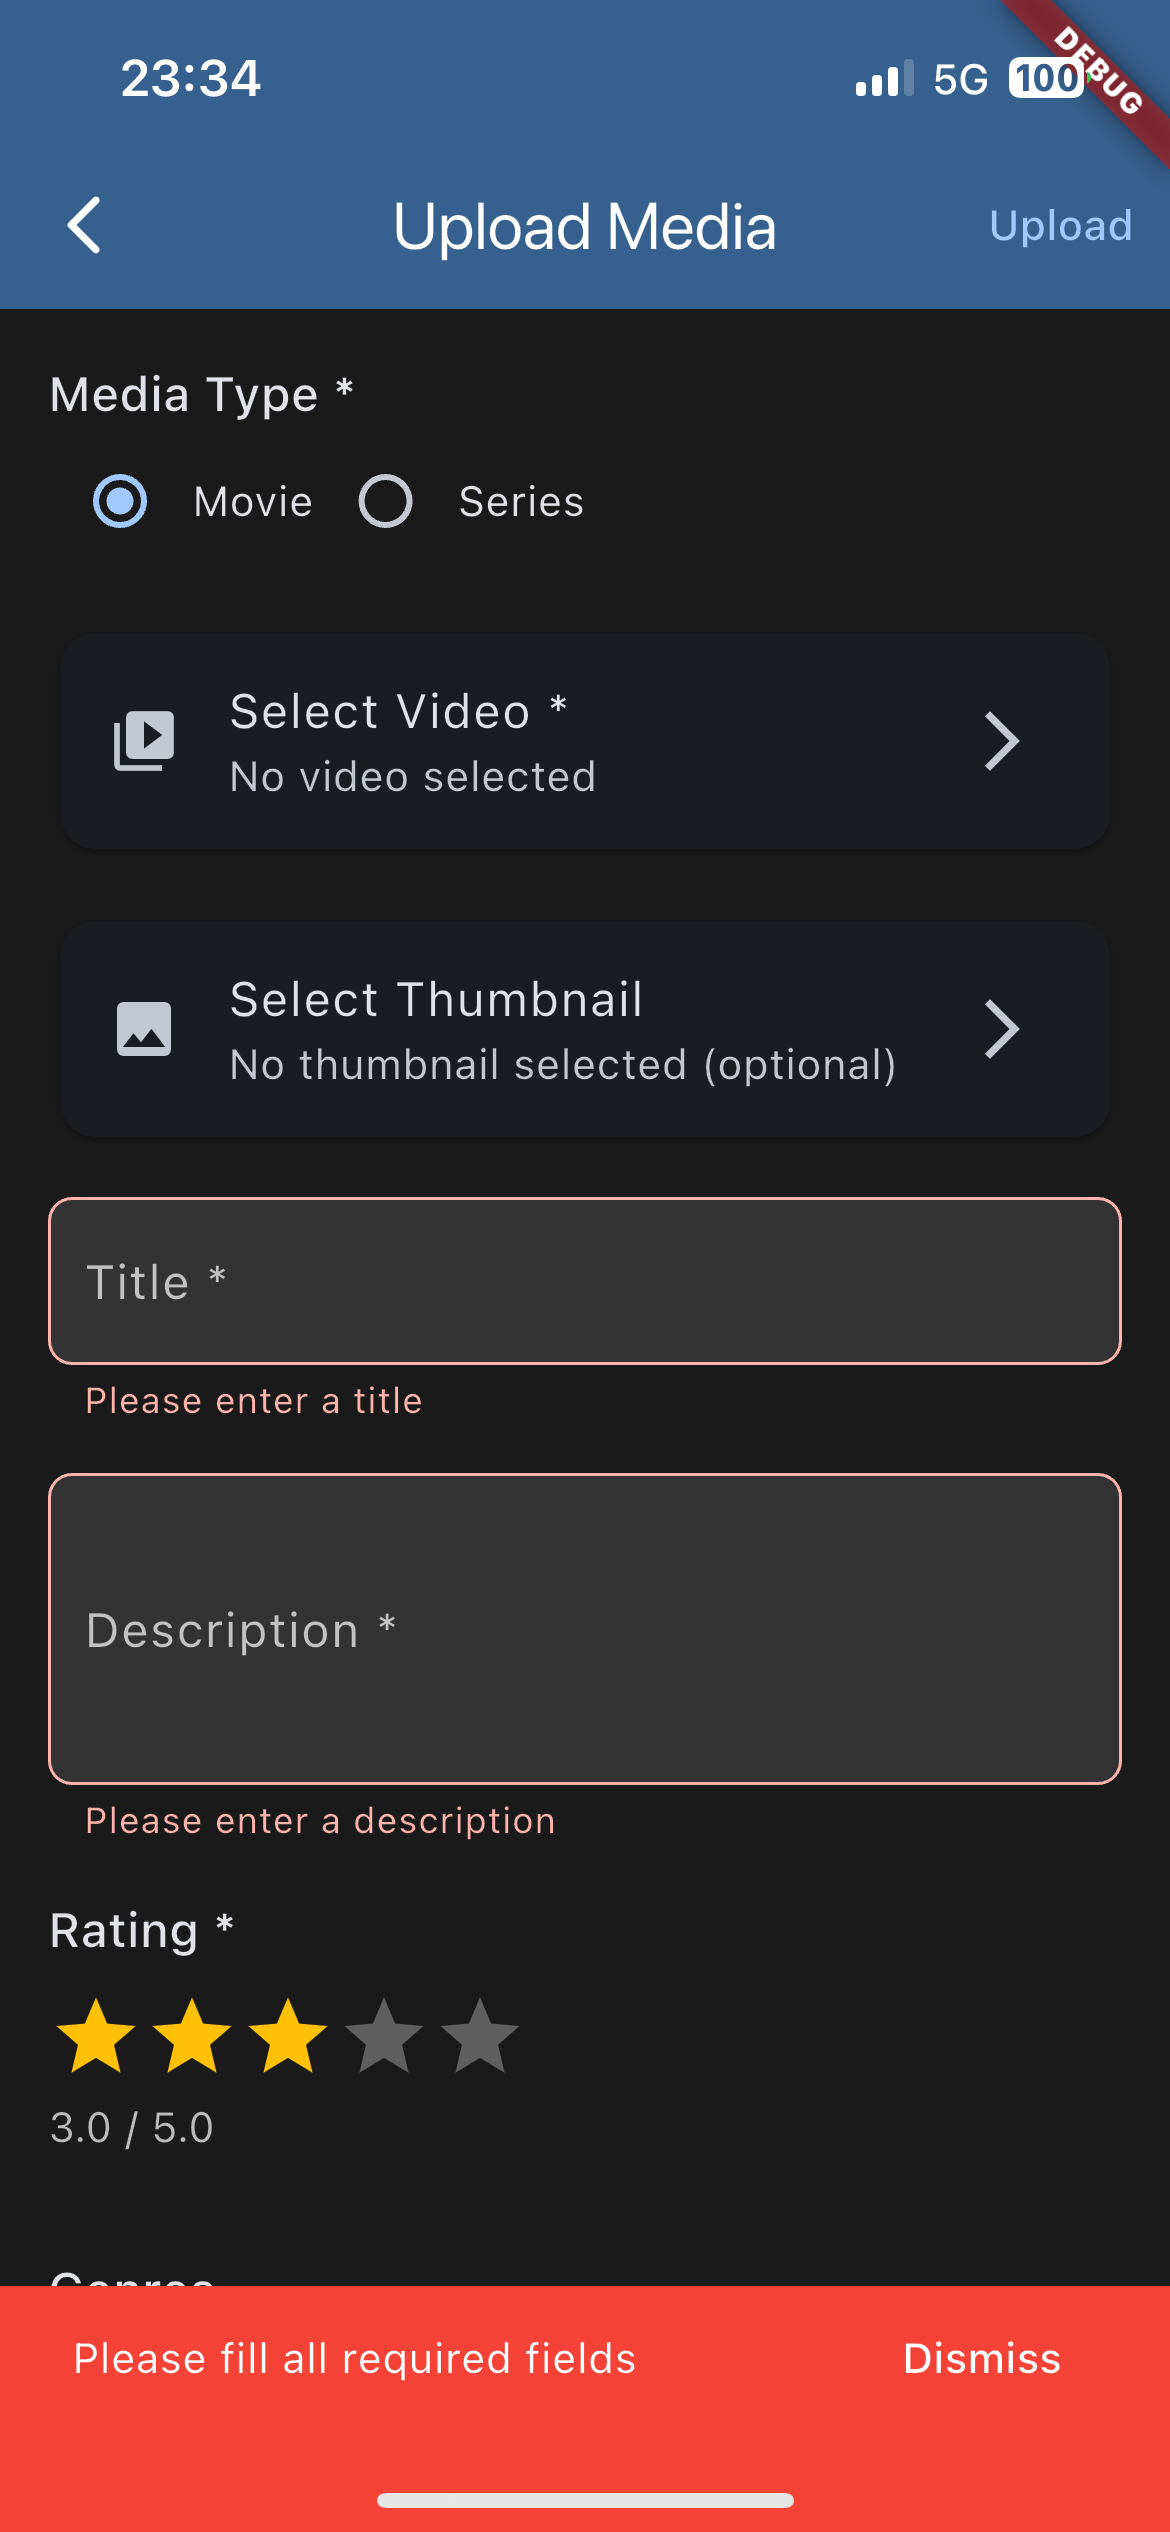 23:34
5G
100
DEBUG
Upload Media
Upload
Media Type *
Movie
Series
Select Video *
No video selected
Select Thumbnail
No thumbnail selected (optional)
Title *
Please enter a title
Description *
Please enter a description
Rating *
3.0 / 5.0
Genres
Please fill all required fields
Dismiss